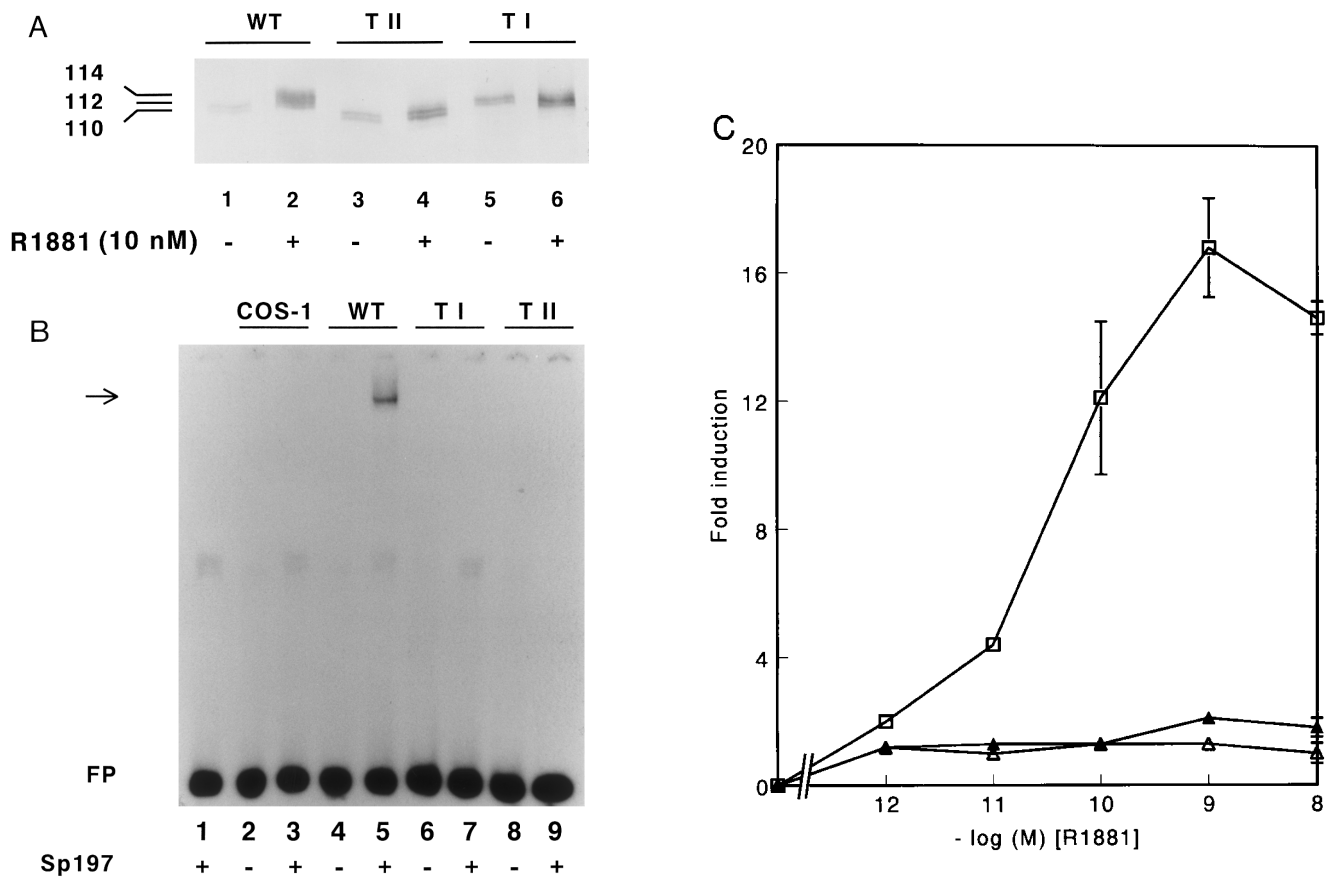 A
WT T II T I
114
112
110
1 2 3 4 5 6
R1881 (10 nM) - + - + - +
B
COS-1 WT T I T II
FP
1 2 3 4 5 6 7 8 9
Sp197 + - + - + - + - +
C
20
16
12
8
4
0
Fold induction
12 11 10 9 8
- log (M) [R1881]